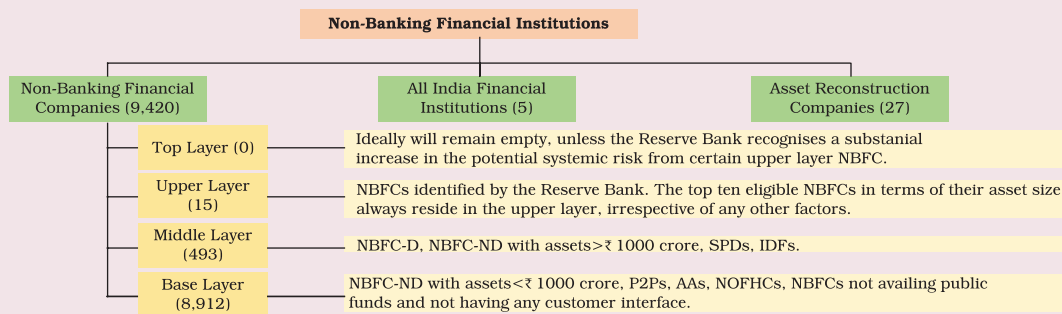 Non-Banking Financial Institutions
Non-Banking Financial
Companies (9,420)
All India Financial
Institutions (5)
Asset Reconstruction
Companies (27)
Top Layer (0)
Ideally will remain empty, unless the Reserve Bank recognises a substanial
increase in the potential systemic risk from certain upper layer NBFC.
Upper Layer
(15)
NBFCs identified by the Reserve Bank. The top ten eligible NBFCs in terms of their asset size
always reside in the upper layer, irrespective of any other factors.
Middle Layer
(493)
NBFC-D, NBFC-ND with assets>₹ 1000 crore, SPDs, IDFs.
Base Layer
(8,912)
NBFC-ND with assets<₹ 1000 crore, P2Ps, AAs, NOFHCs, NBFCs not availing public
funds and not having any customer interface.